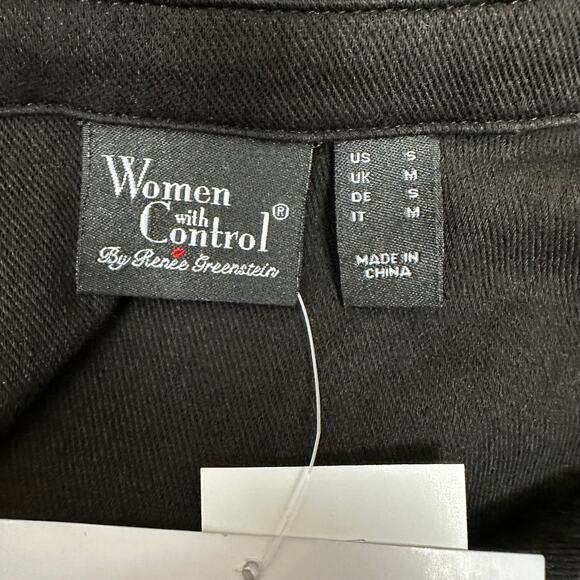 Women
with
Control®
By Renée Greenstein
US S
UK M
DE S
IT M
MADE IN
CHINA